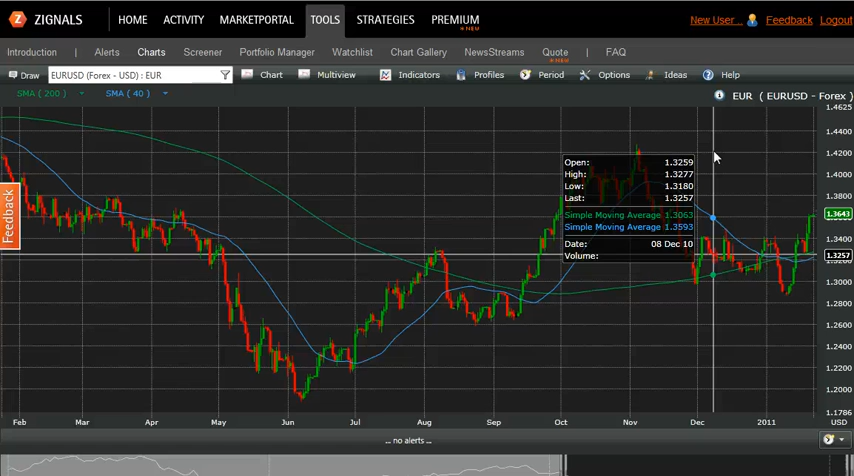 ZIGNALS HOME ACTIVITY MARKETPORTAL TOOLS STRATEGIES PREMIUM NEU New User... Feedback Logout
Introduction Alerts Charts Screener Portfolio Manager Watchlist Chart Gallery NewsStreams Quote NEU FAQ
Draw EURUSD (Forex - USD) : EUR Chart Multiview Indicators Profiles Period Options Ideas Help
SMA ( 200 ) SMA ( 40 ) EUR ( EURUSD - Forex )
1.4625
1.4400
1.4200
1.4000
1.3800
1.3643
1.3400
1.3257
1.3200
1.3000
1.2800
1.2600
1.2400
1.2200
1.2000
1.1786
Open: 1.3259
High: 1.3277
Low: 1.3180
Last: 1.3257
Simple Moving Average 1.3063
Simple Moving Average 1.3593
Date: 08 Dec 10
Volume:
Feedback
Feb Mar Apr May Jun Jul Aug Sep Oct Nov Dec 2011 USD
... no alerts ...